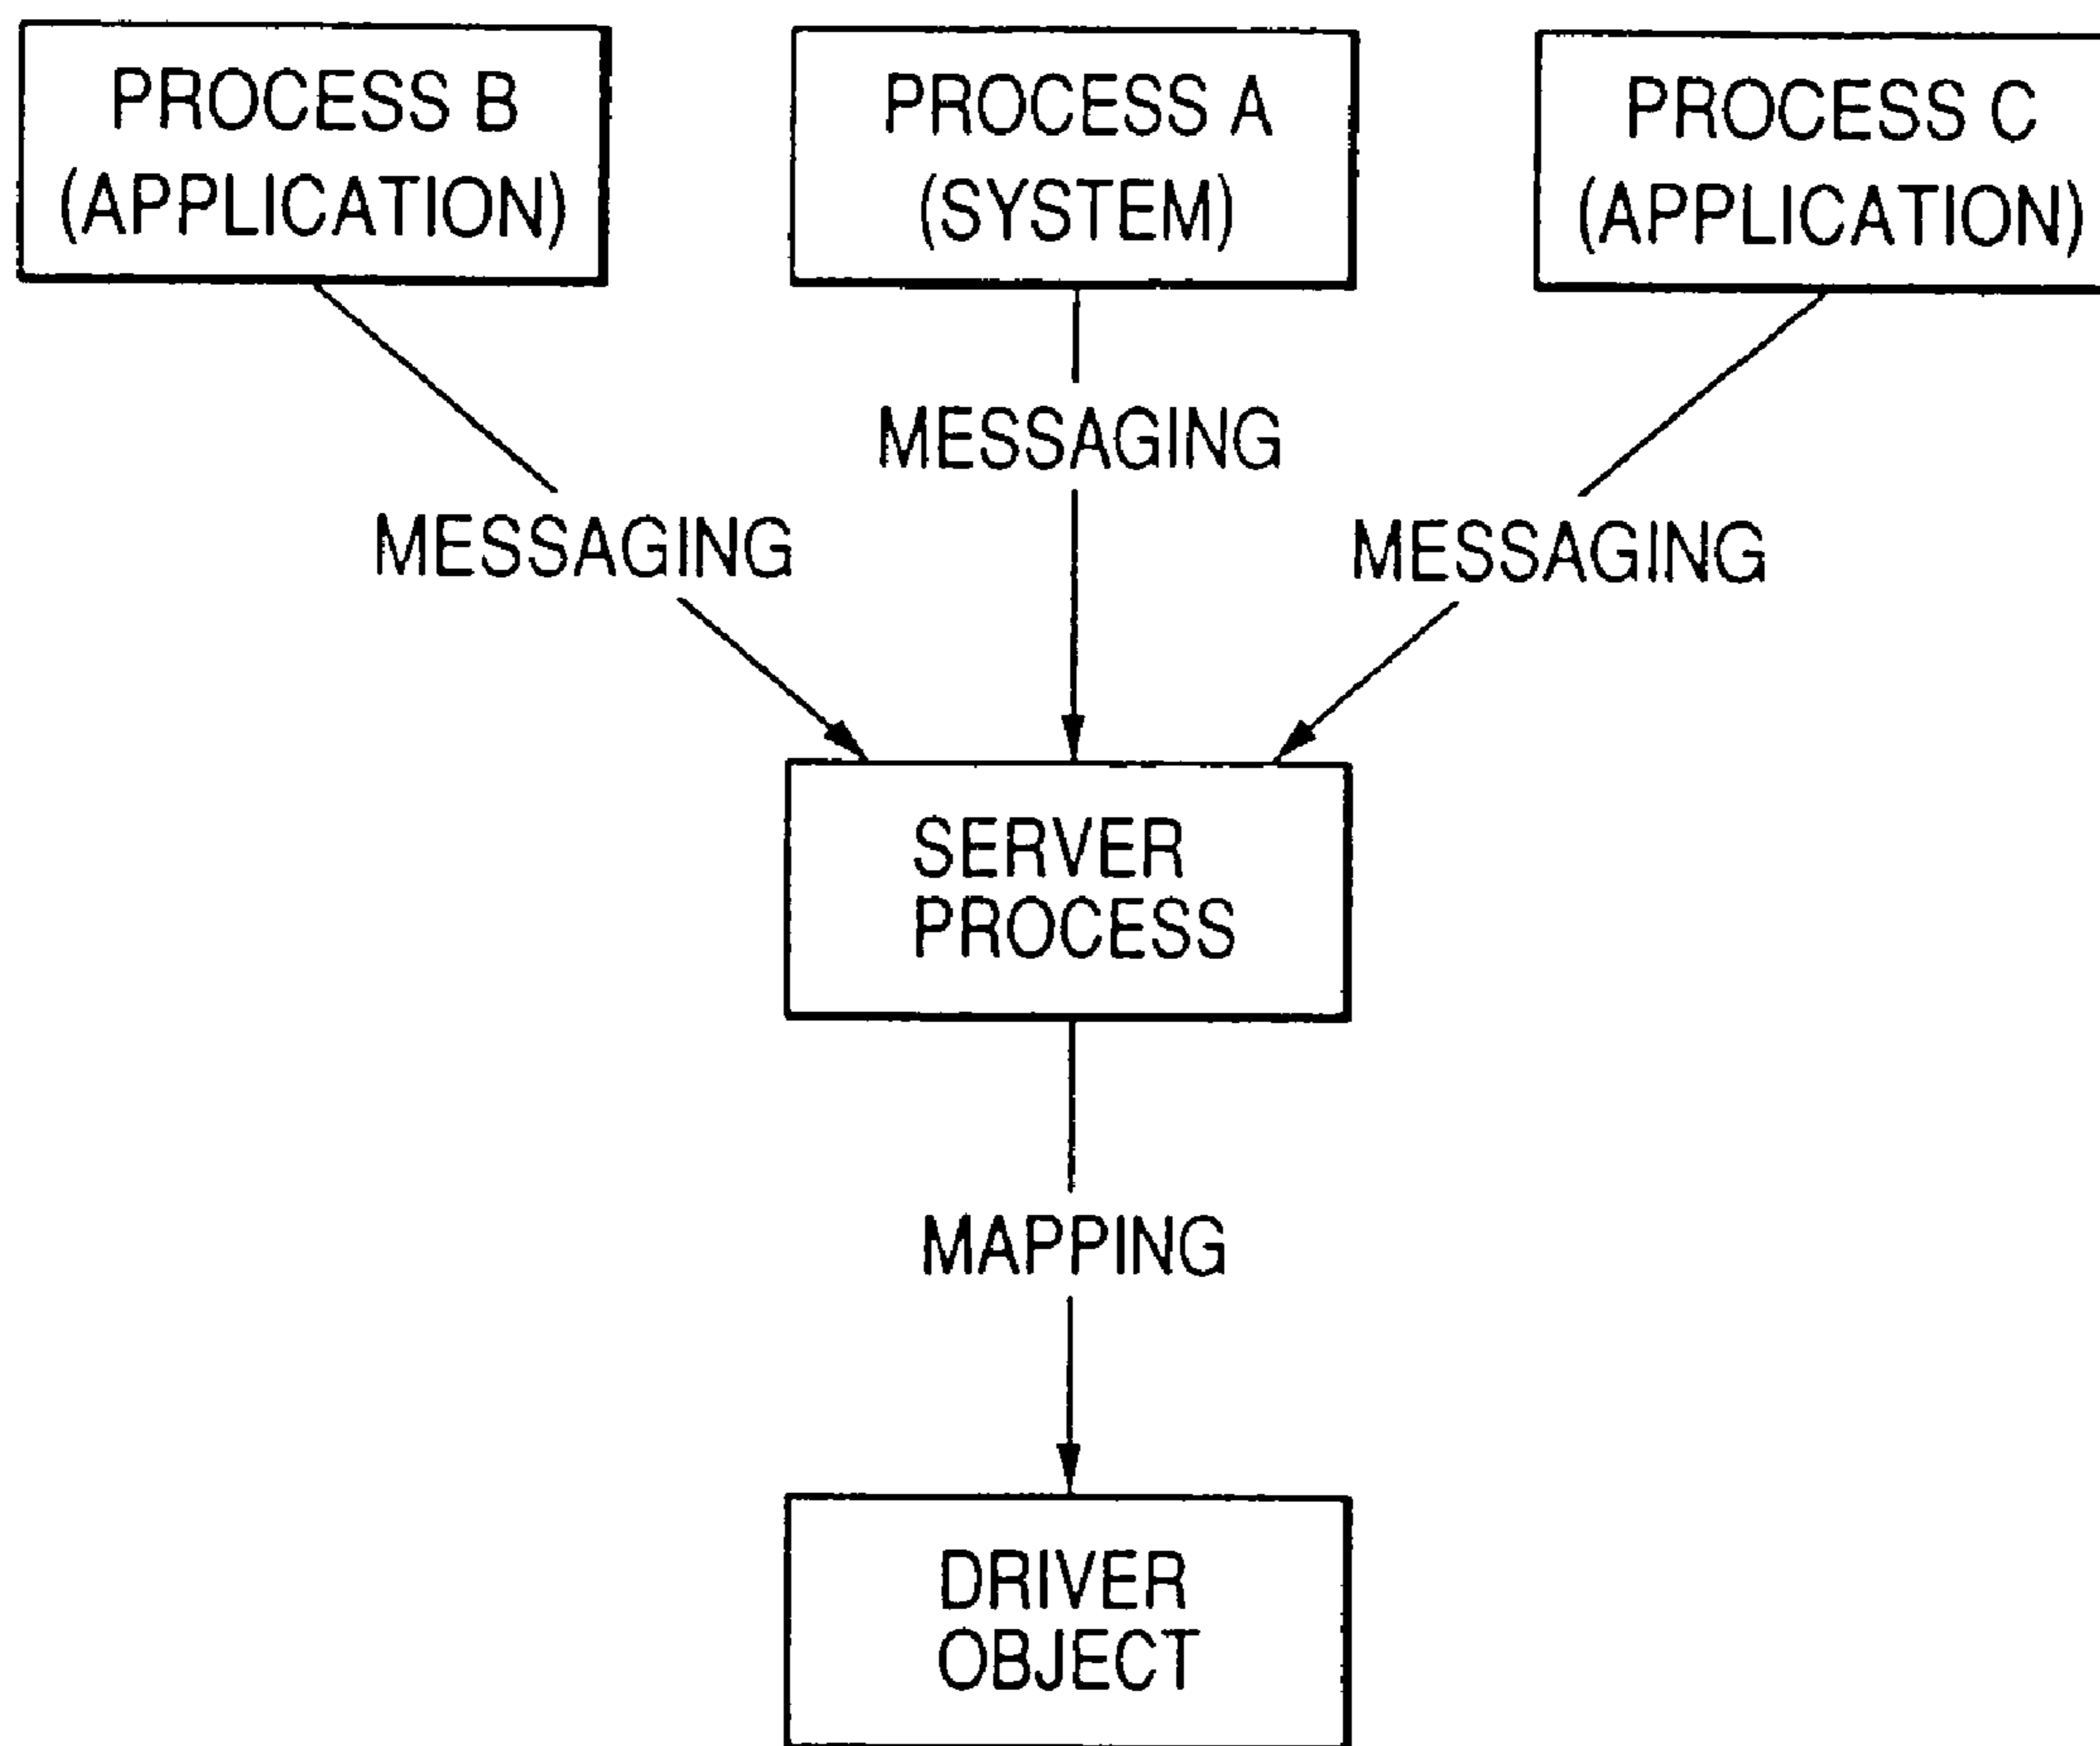 PROCESS B
(APPLICATION)
PROCESS A
(SYSTEM)
PROCESS C
(APPLICATION)
MESSAGING
MESSAGING
MESSAGING
SERVER
PROCESS
MAPPING
DRIVER
OBJECT